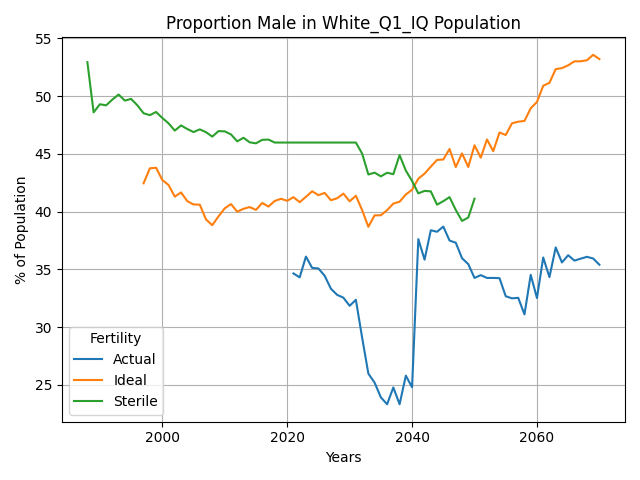 Proportion Male in White_Q1_IQ Population
% of Population
55
50
45
40
35
30
25
Fertility
Actual
Ideal
Sterile
2000
2020
2040
2060
Years